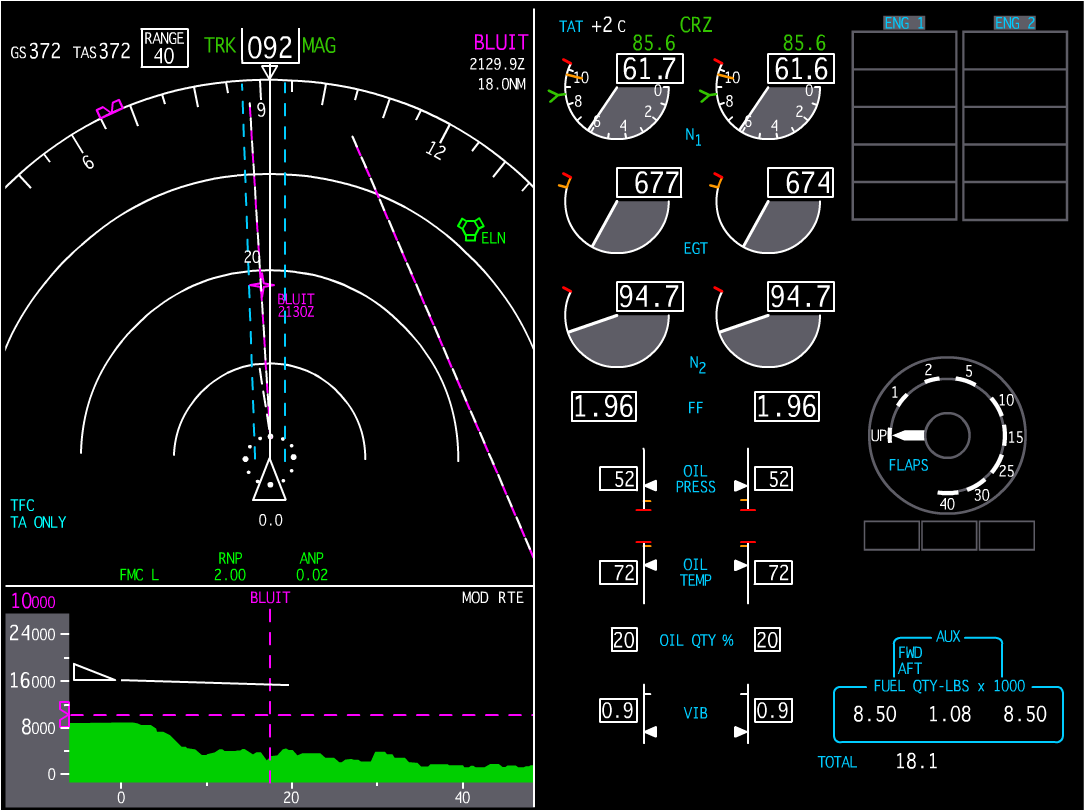 GS372 TAS372
RANGE
40
TRK 092 MAG
BLUIT
2129.9Z
18.0NM
6
9
12
20
ELN
BLUIT
2130Z
TFC
TA ONLY
0.0
RNP
ANP
FMC L
2.00
0.02
10000
BLUIT
MOD RTE
24000
16000
8000
0
0
20
40
TAT +2 C
CRZ
85.6
85.6
61.7
61.6
10
8
6
4
2
0
10
8
6
4
2
0
N1
677
674
EGT
94.7
94.7
N2
1.96 FF 1.96
52
OIL
PRESS
52
72
OIL
TEMP
72
20 OIL QTY % 20
0.9 VIB 0.9
ENG 1
ENG 2
UP
1
2
5
10
15
25
30
40
FLAPS
AUX
FWD
AFT
FUEL QTY-LBS x 1000
8.50 1.08 8.50
TOTAL 18.1